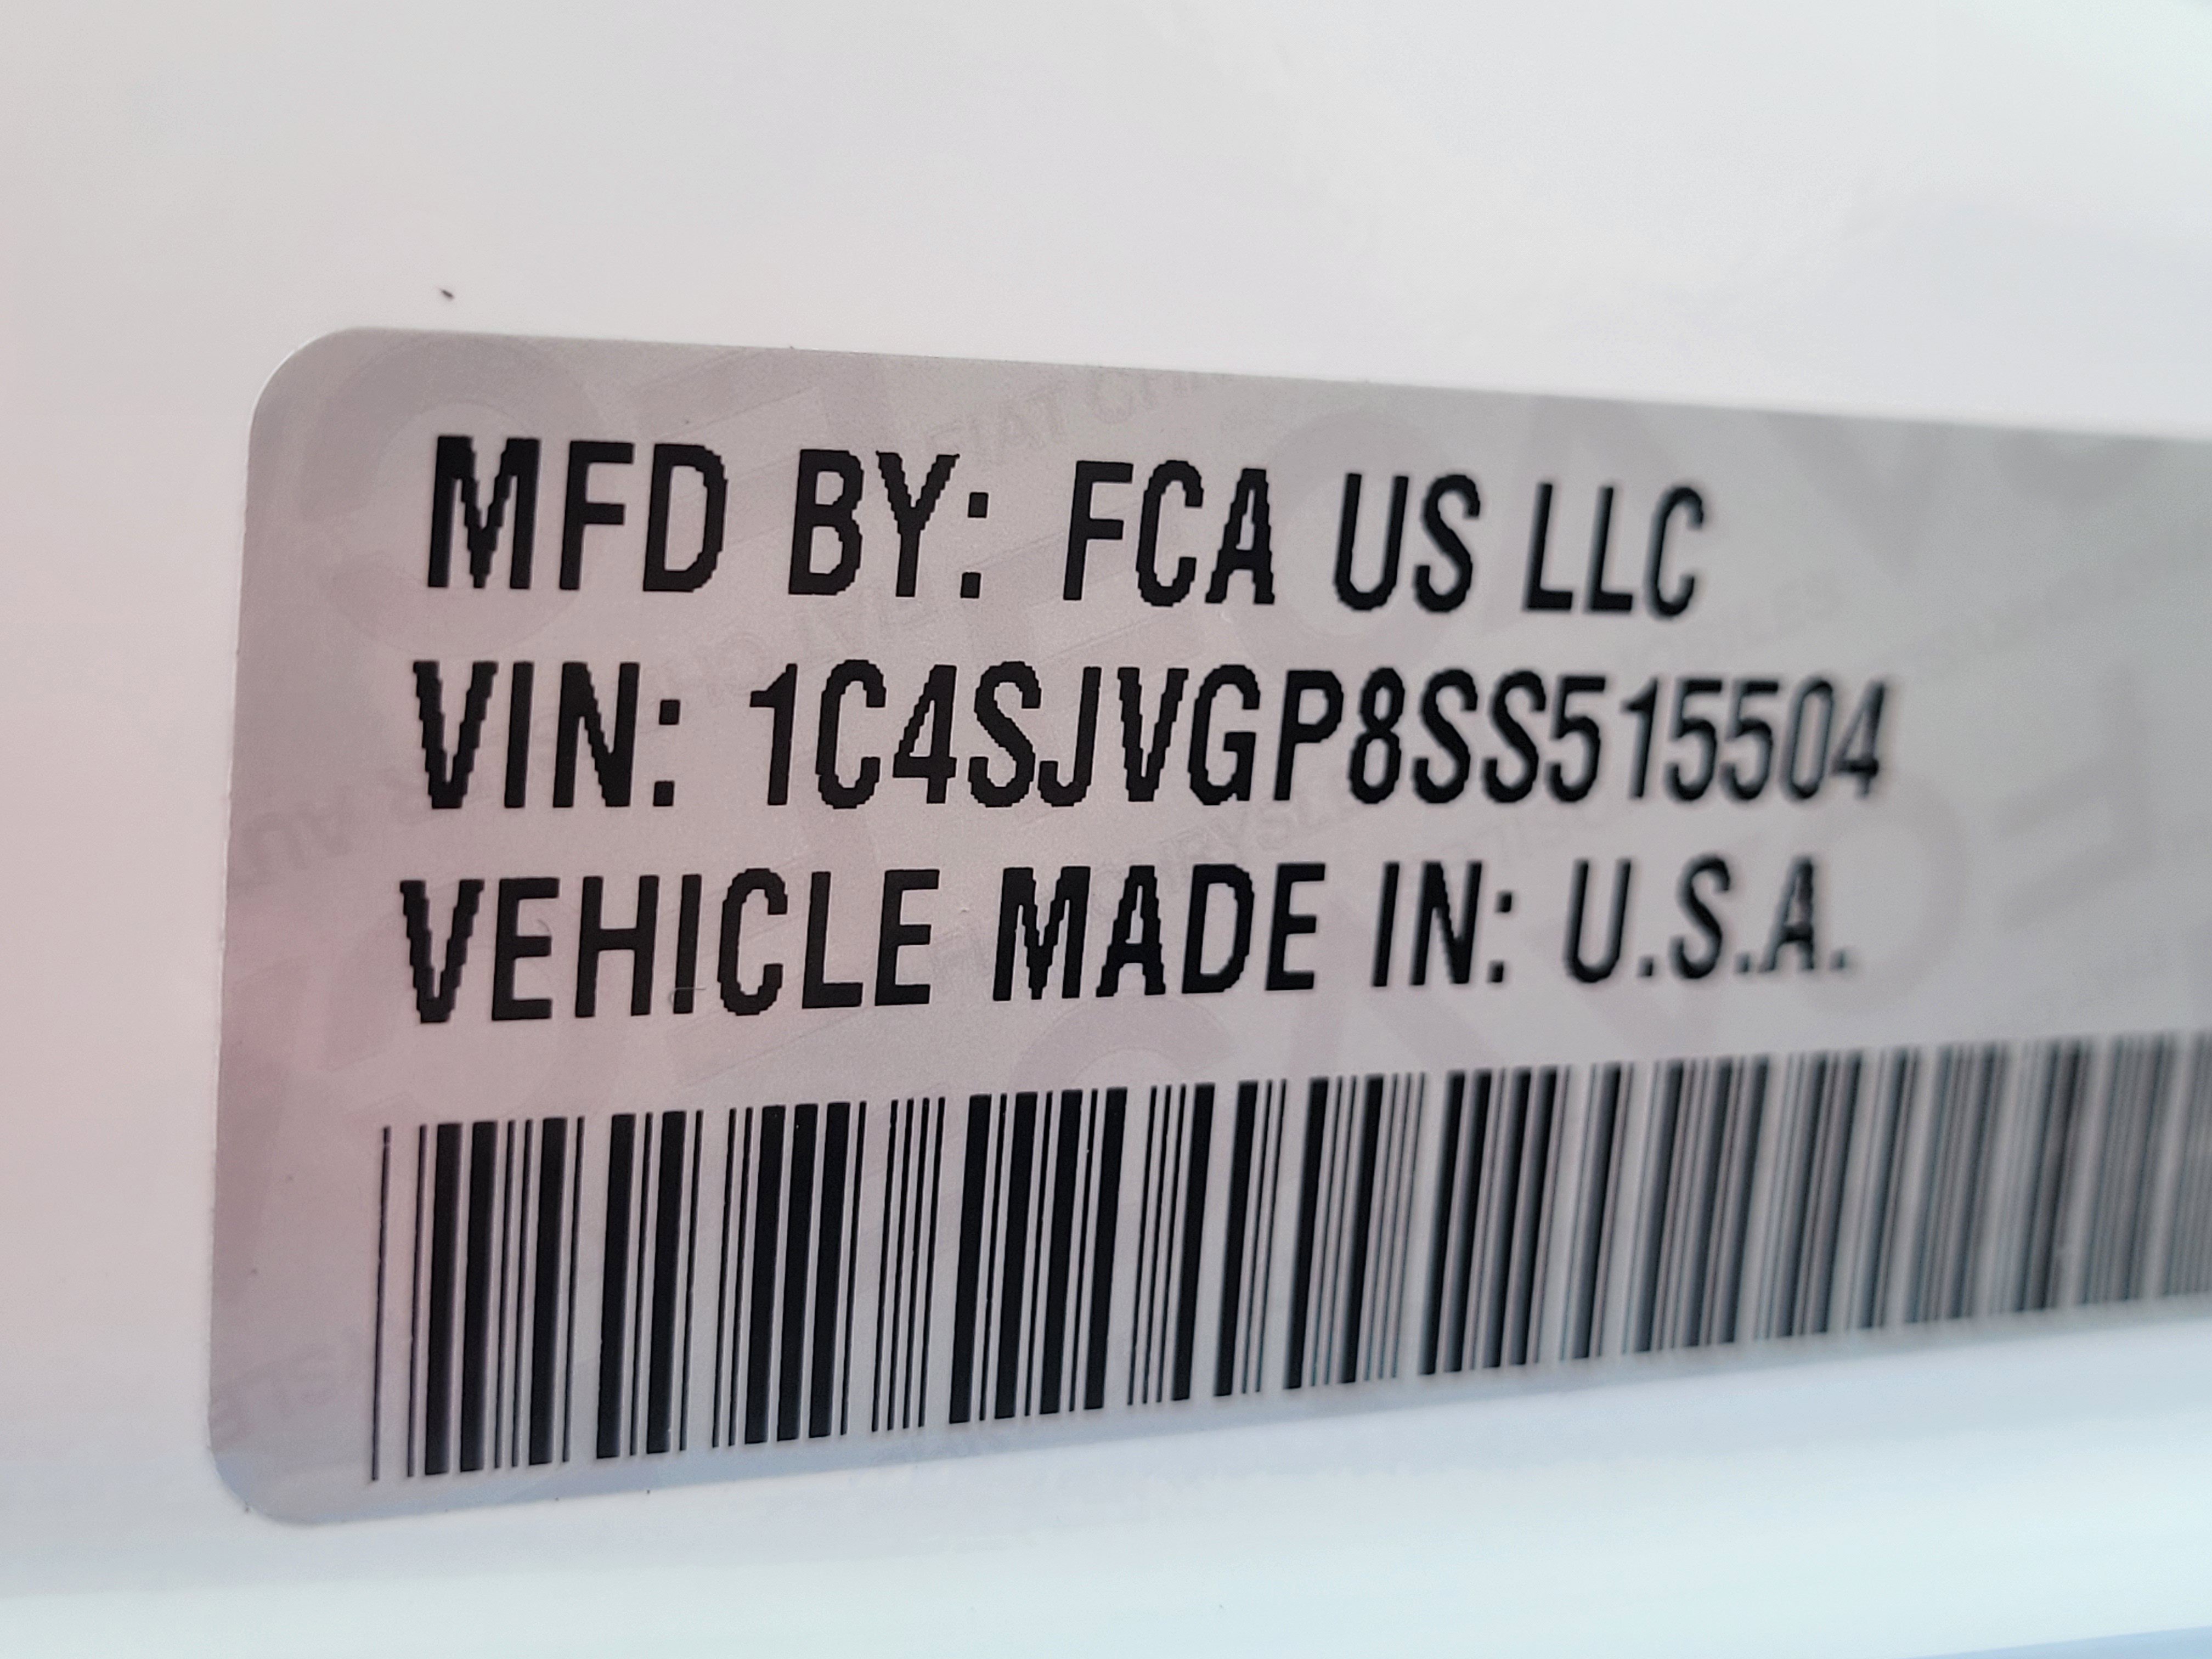 MFD BY: FCA US LLC
VIN: 1C4SJVGP8SS515504
VEHICLE MADE IN: U.S.A.